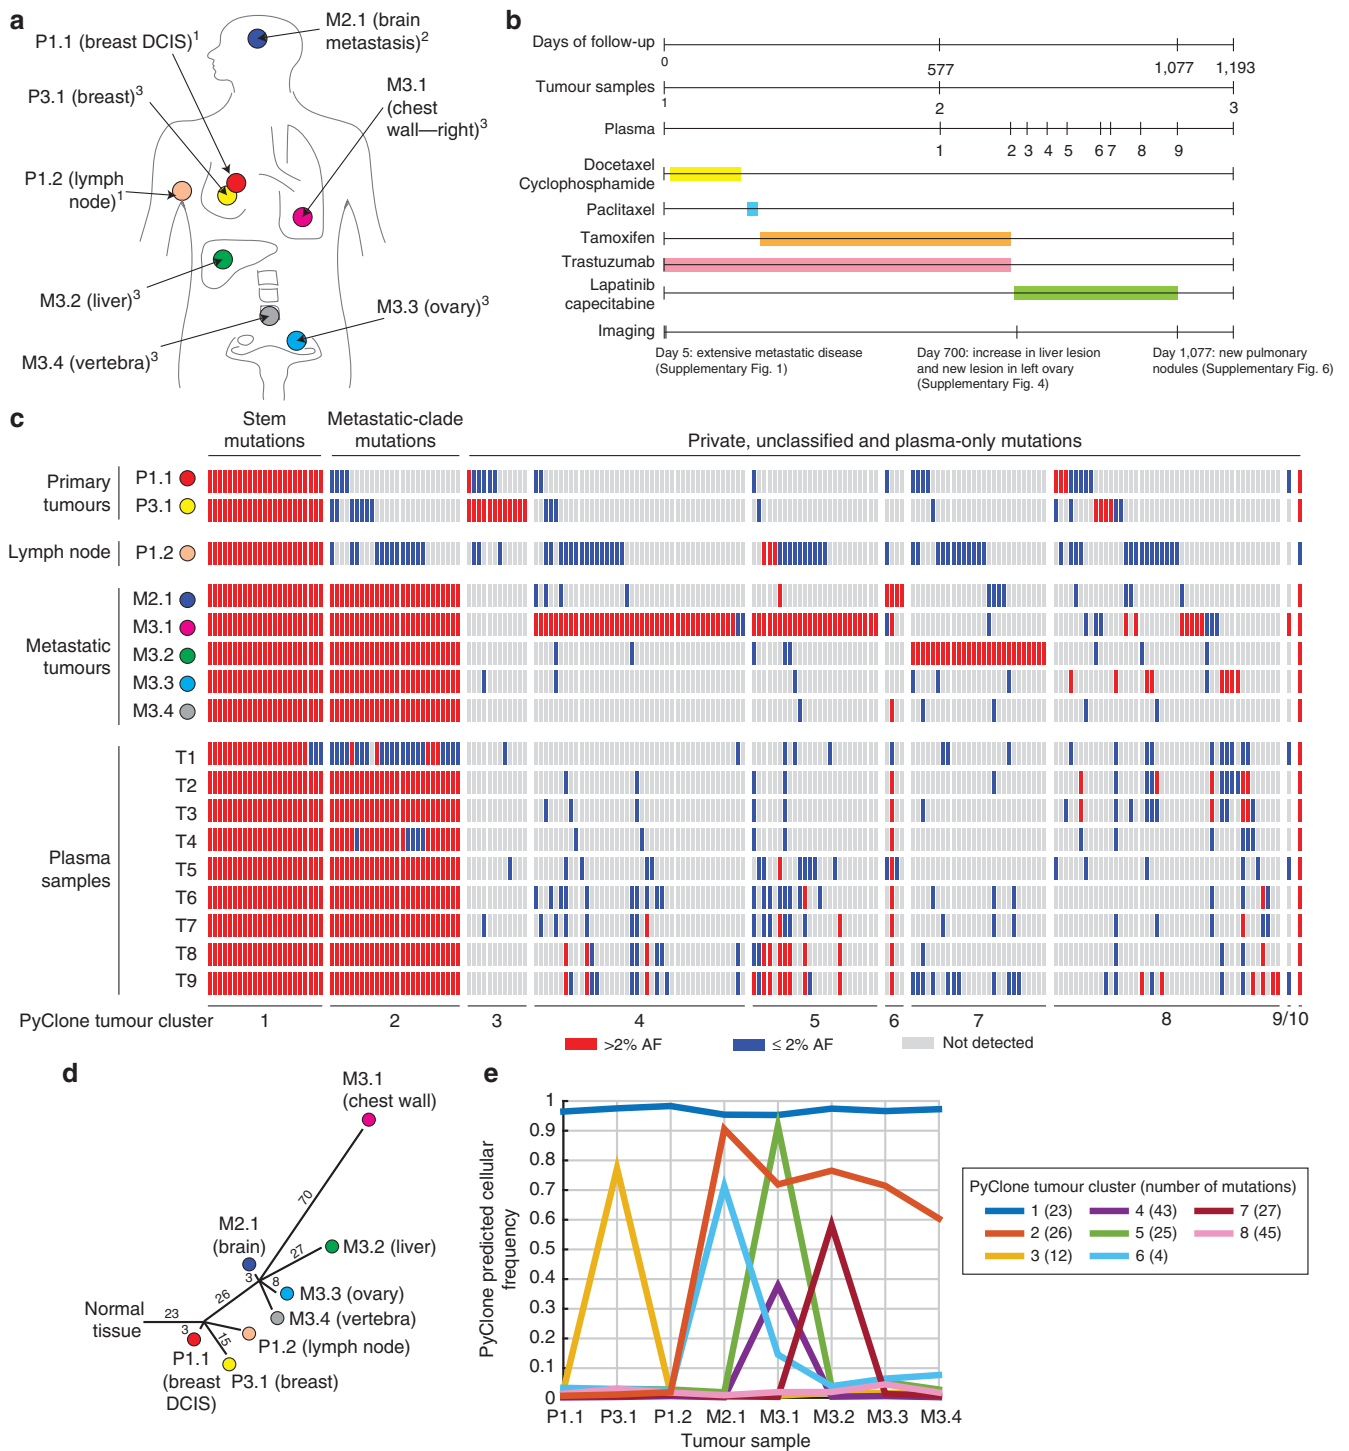 a
P1.1 (breast DCIS)1
M2.1 (brain
metastasis)2
P3.1 (breast)3
M3.1
(chest
wall—right)3
P1.2 (lymph
node)1
M3.2 (liver)3
M3.3 (ovary)3
M3.4 (vertebra)3
b
Days of follow-up
0
577
1,077
1,193
Tumour samples
1
2
3
Plasma
1 2 3 4 5 6 7 8 9
Docetaxel
Cyclophosphamide
Paclitaxel
Tamoxifen
Trastuzumab
Lapatinib
capecitabine
Imaging
Day 5: extensive metastatic disease
(Supplementary Fig. 1)
Day 700: increase in liver lesion
and new lesion in left ovary
(Supplementary Fig. 4)
Day 1,077: new pulmonary
nodules (Supplementary Fig. 6)
c
Stem
mutations
Metastatic-clade
mutations
Private, unclassified and plasma-only mutations
Primary
tumours
P1.1
P3.1
Lymph node
P1.2
Metastatic
tumours
M2.1
M3.1
M3.2
M3.3
M3.4
Plasma
samples
T1
T2
T3
T4
T5
T6
T7
T8
T9
PyClone tumour cluster 1 2 3 4 5 6 7 8 9/10
>2% AF
≤ 2% AF
Not detected
d
M3.1
(chest wall)
70
M2.1
(brain)
27
M3.2 (liver)
3
8
M3.3 (ovary)
26
M3.4 (vertebra)
Normal
tissue
23
3
15
P1.2 (lymph node)
P1.1
(breast
DCIS)
P3.1 (breast)
e
PyClone predicted cellular
frequency
1
0.9
0.8
0.7
0.6
0.5
0.4
0.3
0.2
0.1
0
P1.1 P3.1 P1.2 M2.1 M3.1 M3.2 M3.3 M3.4
Tumour sample
PyClone tumour cluster (number of mutations)
1 (23) 4 (43) 7 (27)
2 (26) 5 (25) 8 (45)
3 (12) 6 (4)